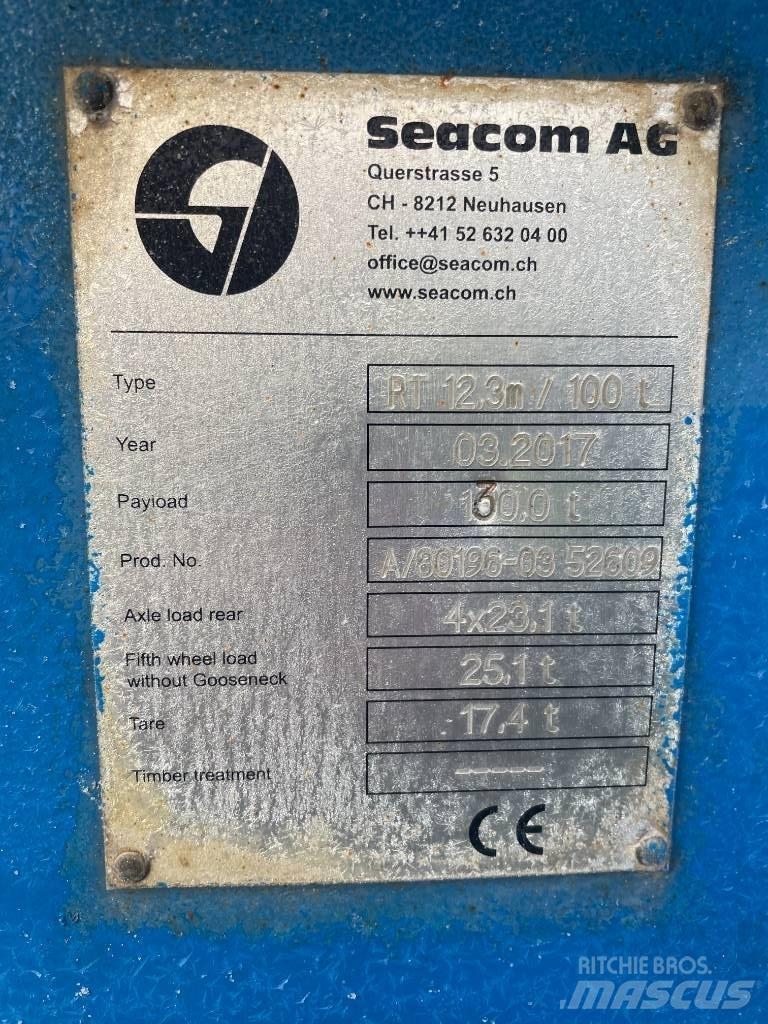 Seacom AG
Querstrasse 5
CH - 8212 Neuhausen
Tel. ++41 52 632 04 00
office@seacom.ch
www.seacom.ch
Type RT 12,3m / 100 t
Year 03.2017
Payload 130.0 t
Prod. No. A/80196-03 52609
Axle load rear 4x23,1 t
Fifth wheel load
without Gooseneck 25,1 t
Tare 17,4 t
Timber treatment -----
CE
RITCHIE BROS.
MASCUS